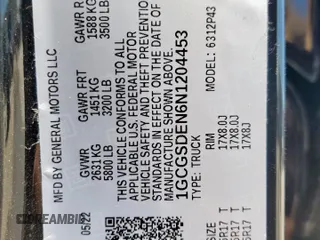 MFD BY GENERAL MOTORS LLC
05/22
GVWR
2631 KG
5800 LB
GAWR FRT
1451 KG
3200 LB
GAWR R
1588 KG
3500 LB
THIS VEHICLE CONFORMS TO ALL
APPLICABLE U.S. FEDERAL MOTOR
VEHICLE SAFETY AND THEFT PREVENTION
STANDARDS IN EFFECT ON THE DATE OF
MANUFACTURE SHOWN ABOVE.
1GCGSDEN6N1204453
6312P43
TYPE: TRUCK
RIM
17X8.0J
17X8.0J
17X8J
T
T
T
DREAMBID